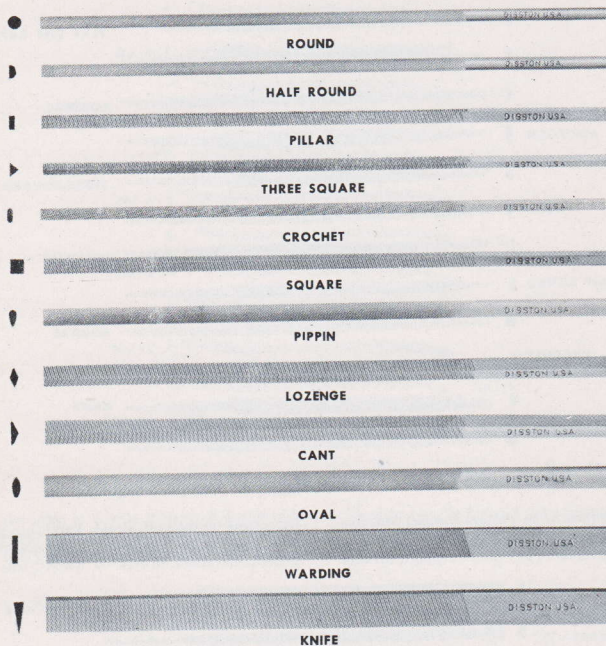 DISSTON USA
ROUND
DISSTON USA
HALF ROUND
DISSTON USA
PILLAR
DISSTON USA
THREE SQUARE
DISSTON USA
CROCHET
DISSTON USA
SQUARE
DISSTON USA
PIPPIN
DISSTON USA
LOZENGE
DISSTON USA
CANT
DISSTON USA
OVAL
DISSTON USA
WARDING
DISSTON USA
KNIFE